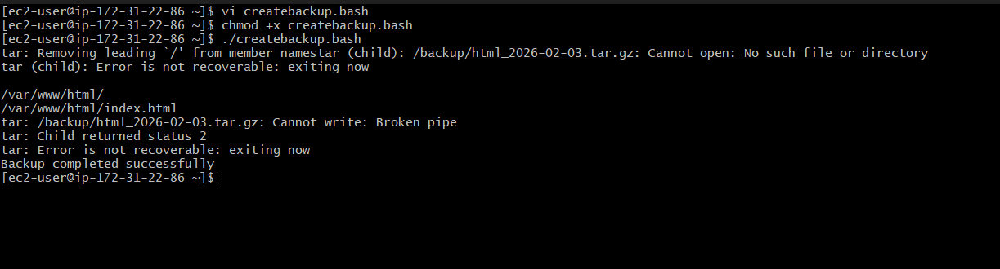 [ec2-user@ip-172-31-22-86 ~]$ vi createbackup.bash
[ec2-user@ip-172-31-22-86 ~]$ chmod +x createbackup.bash
[ec2-user@ip-172-31-22-86 ~]$ ./createbackup.bash
tar: Removing leading `/' from member namestar (child): /backup/html_2026-02-03.tar.gz: Cannot open: No such file or directory
tar (child): Error is not recoverable: exiting now

/var/www/html/
/var/www/html/index.html
tar: /backup/html_2026-02-03.tar.gz: Cannot write: Broken pipe
tar: Child returned status 2
tar: Error is not recoverable: exiting now
Backup completed successfully
[ec2-user@ip-172-31-22-86 ~]$